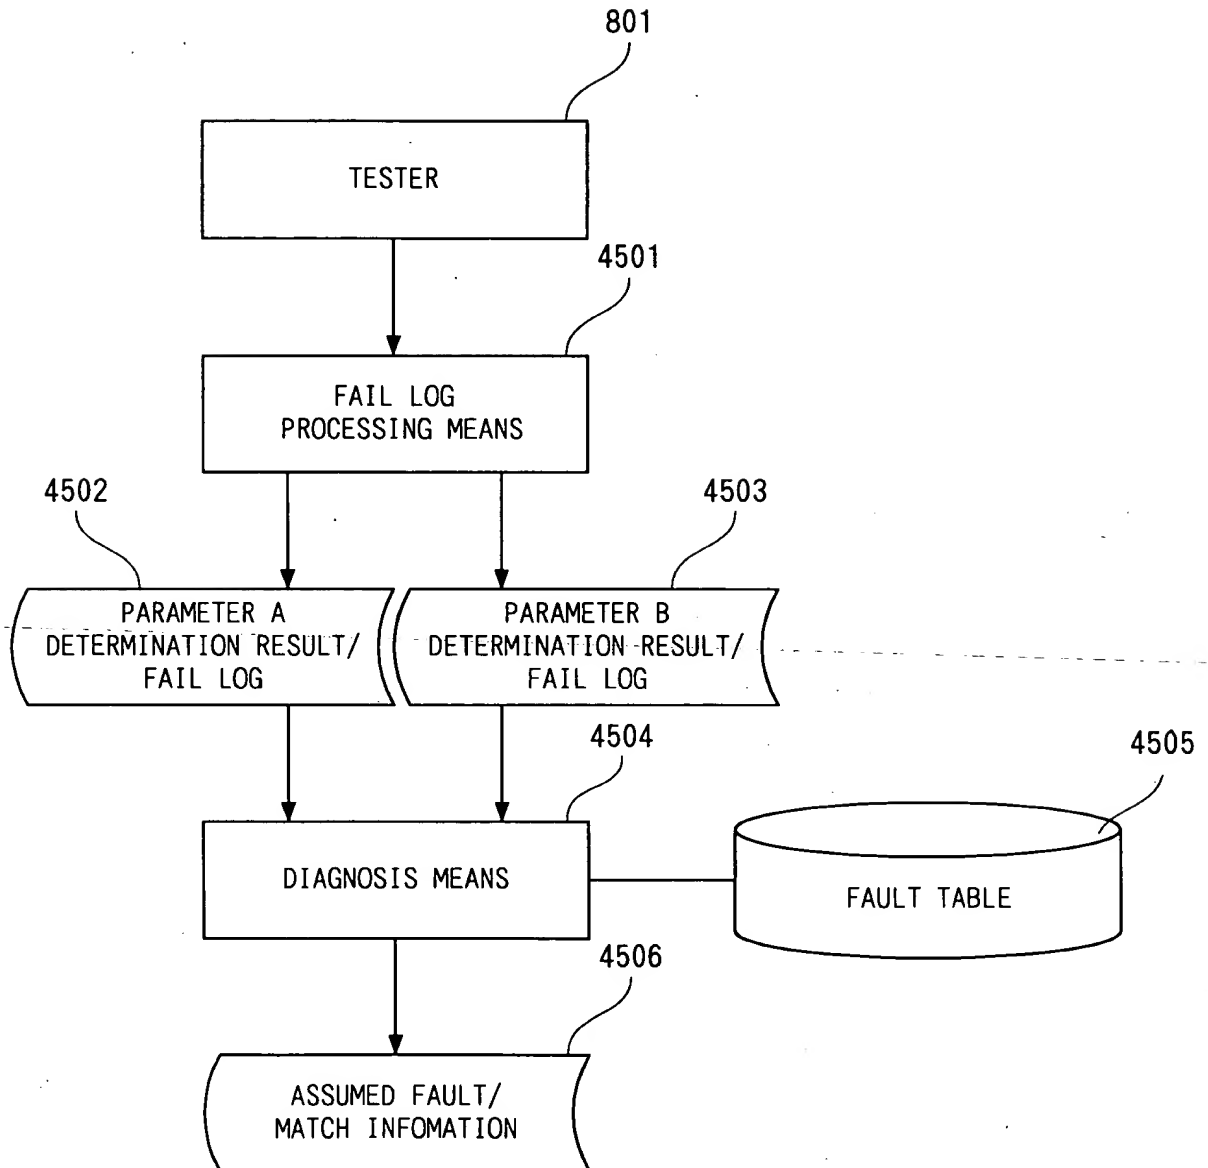 801
TESTER
4501
FAIL LOG
PROCESSING MEANS
4502
4503
PARAMETER A
DETERMINATION RESULT/
FAIL LOG
PARAMETER B
DETERMINATION RESULT/
FAIL LOG
4504
4505
DIAGNOSIS MEANS
FAULT TABLE
4506
ASSUMED FAULT/
MATCH INFOMATION